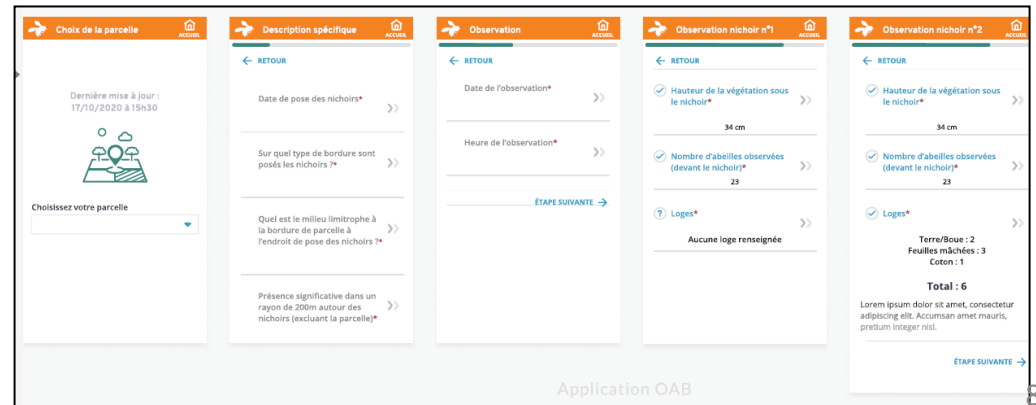 Choix de la parcelle
ACCUEIL
Dernière mise à jour :
17/10/2020 à 15h30
Choisissez votre parcelle
Description spécifique
ACCUEIL
RETOUR
Date de pose des nichoirs*
Sur quel type de bordure sont
posés les nichoirs ?*
Quel est le milieu limitrophe à
la bordure de parcelle à
l'endroit de pose des nichoirs ?*
Présence significative dans un
rayon de 200m autour des
nichoirs (excluant la parcelle)*
Observation
ACCUEIL
RETOUR
Date de l'observation*
Heure de l'observation*
ÉTAPE SUIVANTE
Observation nichoir n°1
ACCUEIL
RETOUR
Hauteur de la végétation sous
le nichoir*
34 cm
Nombre d'abeilles observées
(devant le nichoir)*
23
Loges*
Aucune loge renseignée
Observation nichoir n°2
ACCUEIL
RETOUR
Hauteur de la végétation sous
le nichoir*
34 cm
Nombre d'abeilles observées
(devant le nichoir)*
23
Loges*
Terre/Boue : 2
Feuilles mâchées : 3
Coton : 1
Total : 6
Lorem ipsum dolor sit amet, consectetur
adipiscing elit. Accumsan amet mauris,
pretium integer nisl.
ÉTAPE SUIVANTE
Application OAB